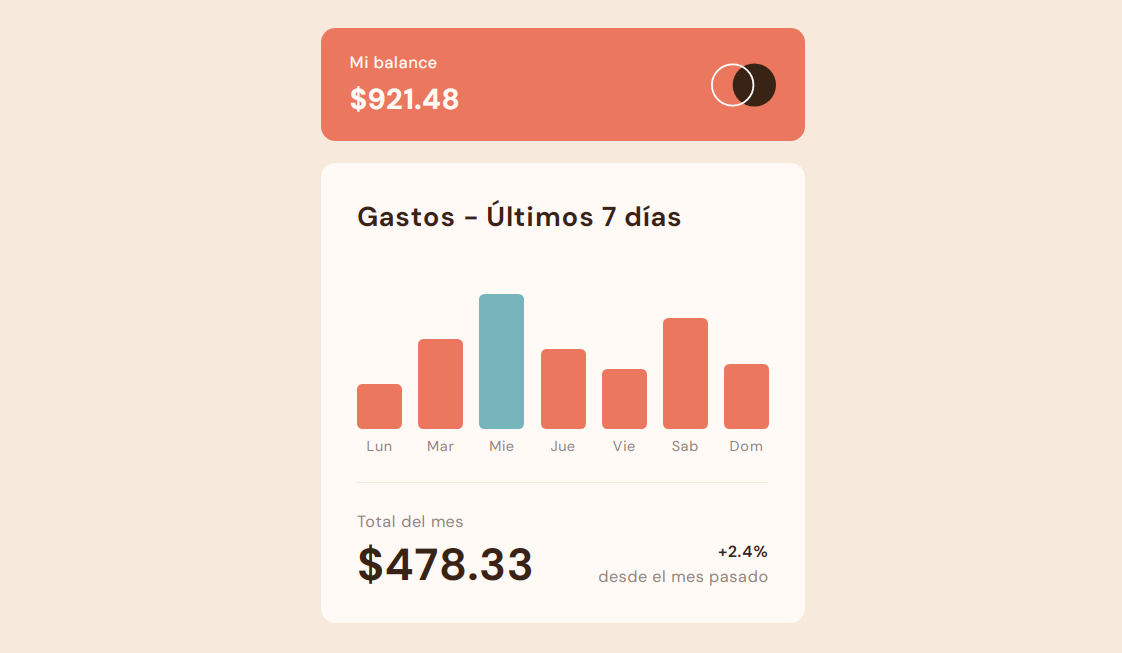 Mi balance
$921.48
Gastos - Últimos 7 días
Lun Mar Mie Jue Vie Sab Dom
Total del mes
$478.33
+2.4%
desde el mes pasado